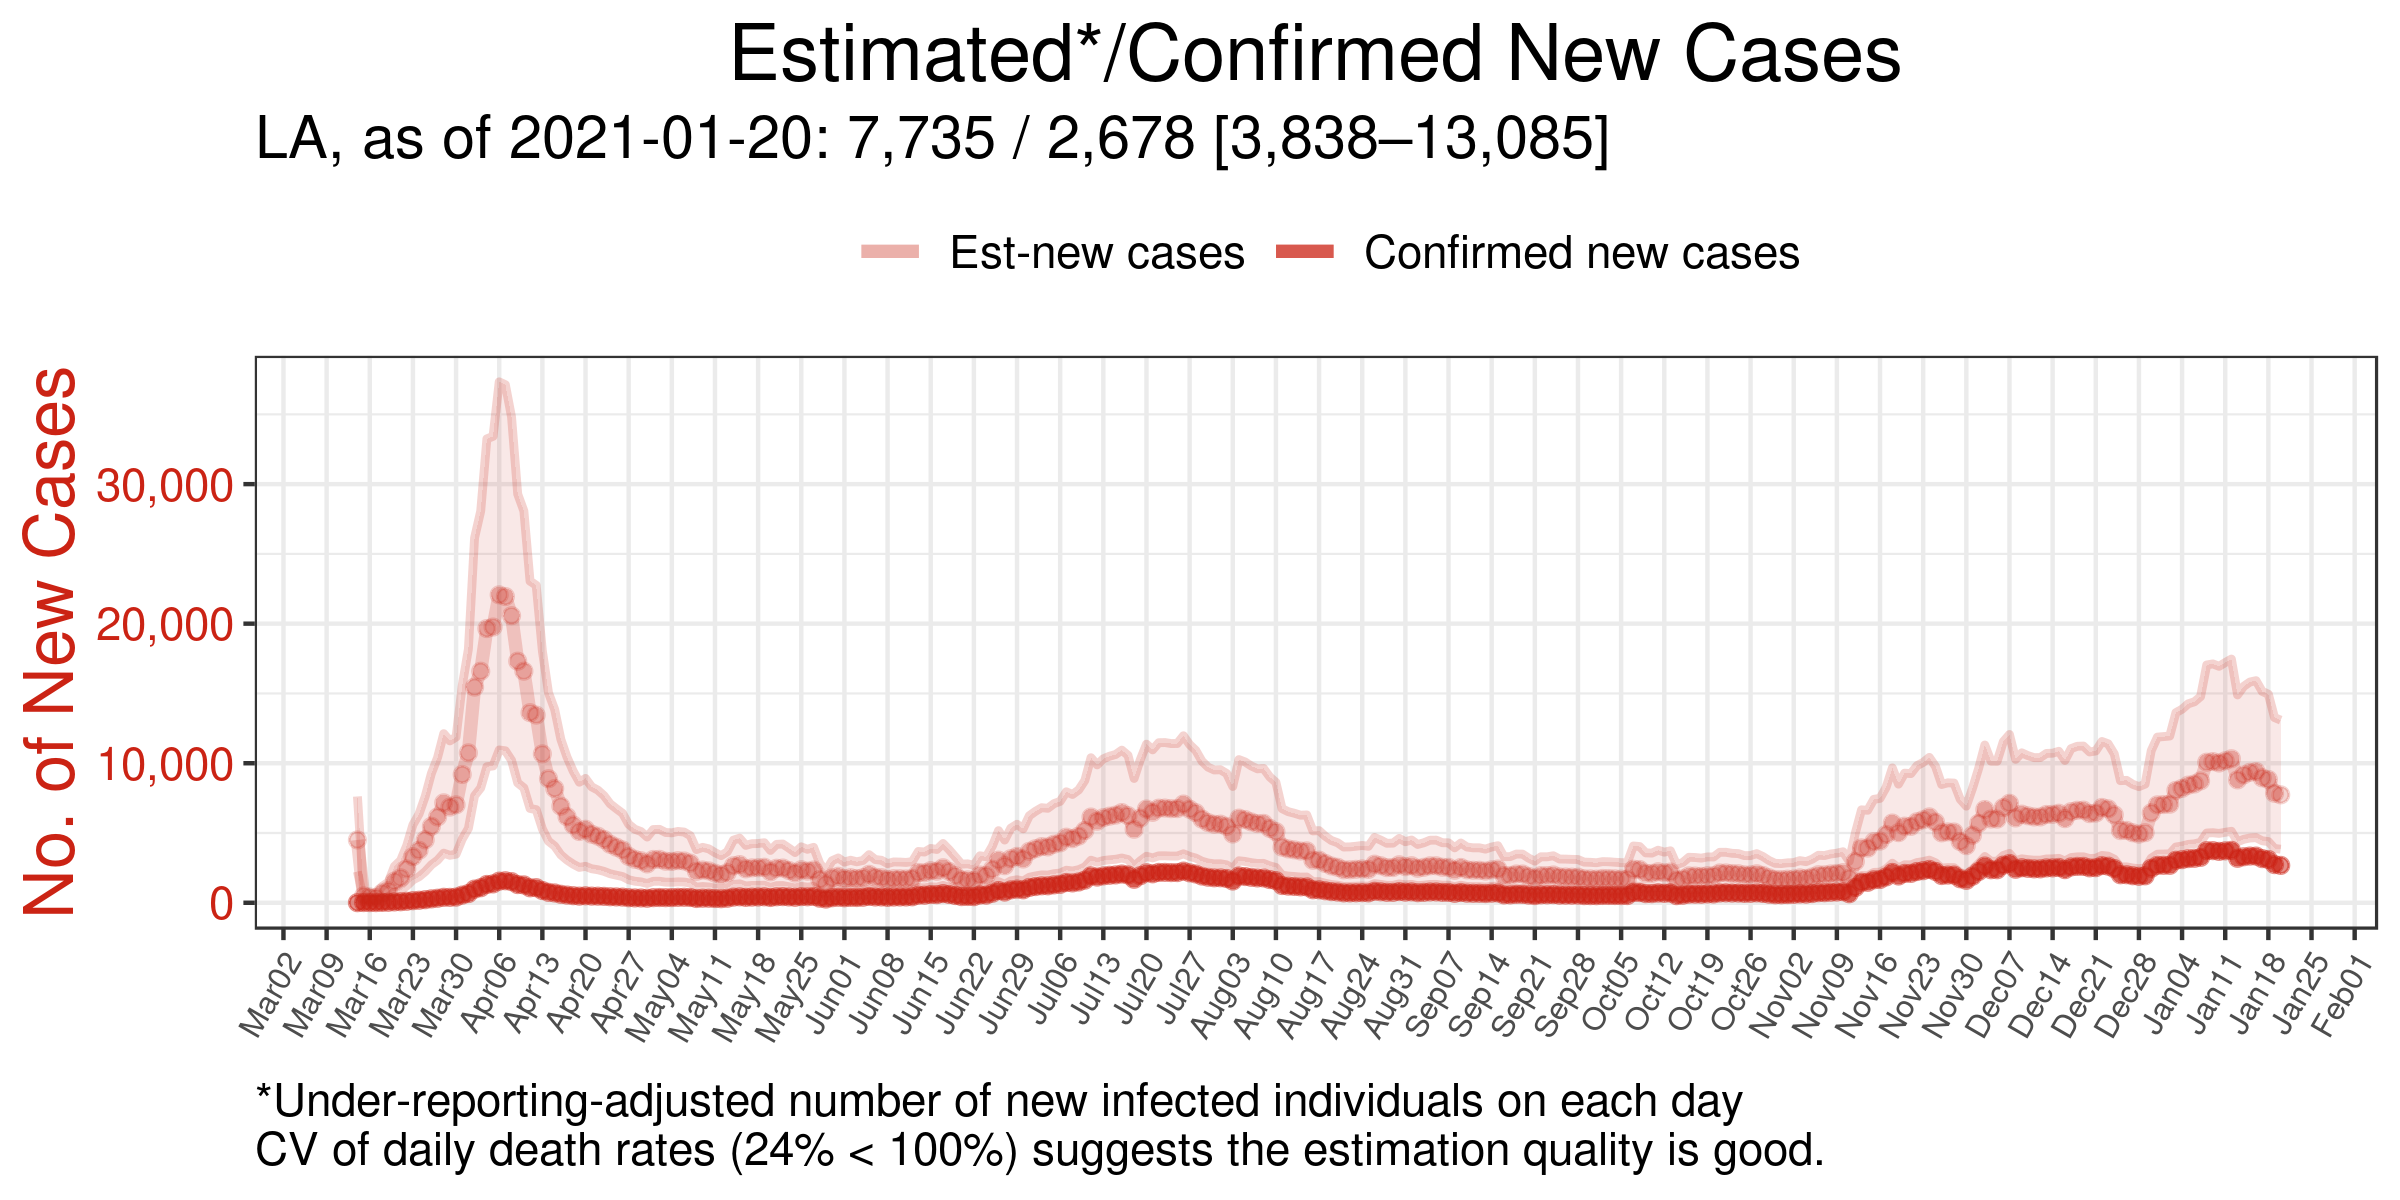 Estimated*/Confirmed New Cases
LA, as of 2021-01-20: 7,735 / 2,678 [3,838–13,085]
Est-new cases
Confirmed new cases
No. of New Cases
30,000
20,000
10,000
0
Mar02
Mar09
Mar16
Mar23
Mar30
Apr06
Apr13
Apr20
Apr27
May04
May11
May18
May25
Jun01
Jun08
Jun15
Jun22
Jun29
Jul06
Jul13
Jul20
Jul27
Aug03
Aug10
Aug17
Aug24
Aug31
Sep07
Sep14
Sep21
Sep28
Oct05
Oct12
Oct19
Oct26
Nov02
Nov09
Nov16
Nov23
Nov30
Dec07
Dec14
Dec21
Dec28
Jan04
Jan11
Jan18
Jan25
Feb01
*Under-reporting-adjusted number of new infected individuals on each day
CV of daily death rates (24% < 100%) suggests the estimation quality is good.